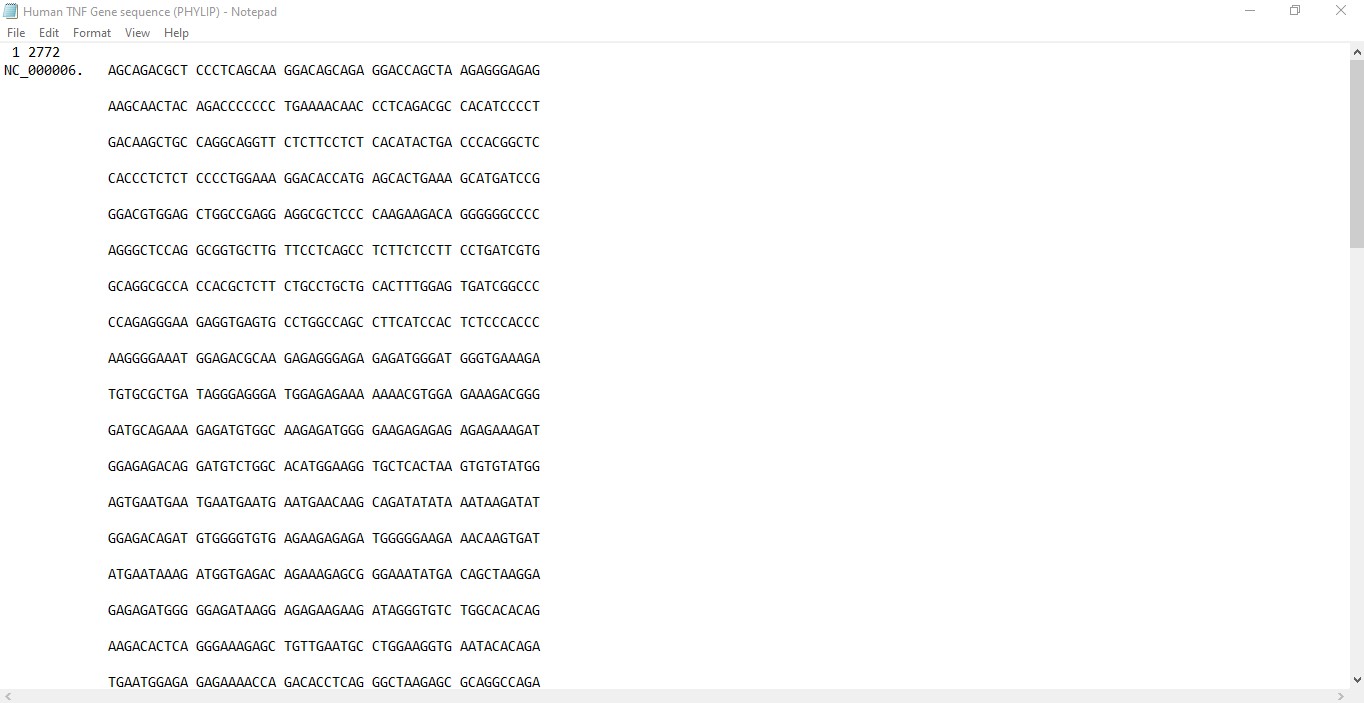 Human TNF Gene sequence (PHYLIP) - Notepad
File Edit Format View Help
1 2772
NC_000006. AGCAGACGCT CCCTCAGCAA GGACAGCAGA GGACCAGCTA AGAGGGAGAG
AAGCAACTAC AGACCCCCCC TGAAAACAAC CCTCAGACGC CACATCCCCT
GACAAGCTGC CAGGCAGGTT CTCTTCCTCT CACATACTGA CCCACGGCTC
CACCCTCTCT CCCCTGGAAA GGACACCATG AGCACTGAAA GCATGATCCG
GGACGTGGAG CTGGCCGAGG AGGCGCTCCC CAAGAAGACA GGGGGGCCCC
AGGGCTCCAG GCGGTGCTTG TTCCTCAGCC TCTTCTCCTT CCTGATCGTG
GCAGGCGCCA CCACGCTCTT CTGCCTGCTG CACTTTGGAG TGATCGGCCC
CCAGAGGGAA GAGGTGAGTG CCTGGCCAGC CTTCATCCAC TCTCCCACCC
AAGGGGAAAT GGAGACGCAA GAGAGGGAGA GAGATGGGAT GGGTGAAAGA
TGTGCGCTGA TAGGGAGGGA TGGAGAGAAA AAAACGTGGA GAAAGACGGG
GATGCAGAAA GAGATGTGGC AAGAGATGGG GAAGAGAGAG AGAGAAAGAT
GGAGAGACAG GATGTCTGGC ACATGGAAGG TGCTCACTAA GTGTGTATGG
AGTGAATGAA TGAATGAATG AATGAACAAG CAGATATATA AATAAGATAT
GGAGACAGAT GTGGGGTGTG AGAAGAGAGA TGGGGGAAGA AACAAGTGAT
ATGAATAAAG ATGGTGAGAC AGAAAGAGCG GGAAATATGA CAGCTAAGGA
GAGAGATGGG GGAGATAAGG AGAGAAGAAG ATAGGGTGTC TGGCACACAG
AAGACACTCA GGGAAAGAGC TGTTGAATGC CTGGAAGGTG AATACACAGA
TGAATGGAGA GAGAAAACCA GACACCTCAG GGCTAAGAGC GCAGGCCAGA